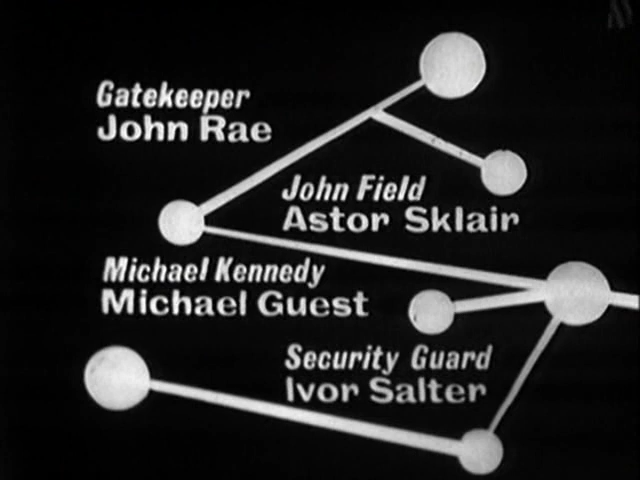 Gatekeeper
John Rae
John Field
Astor Sklair
Michael Kennedy
Michael Guest
Security Guard
Ivor Salter